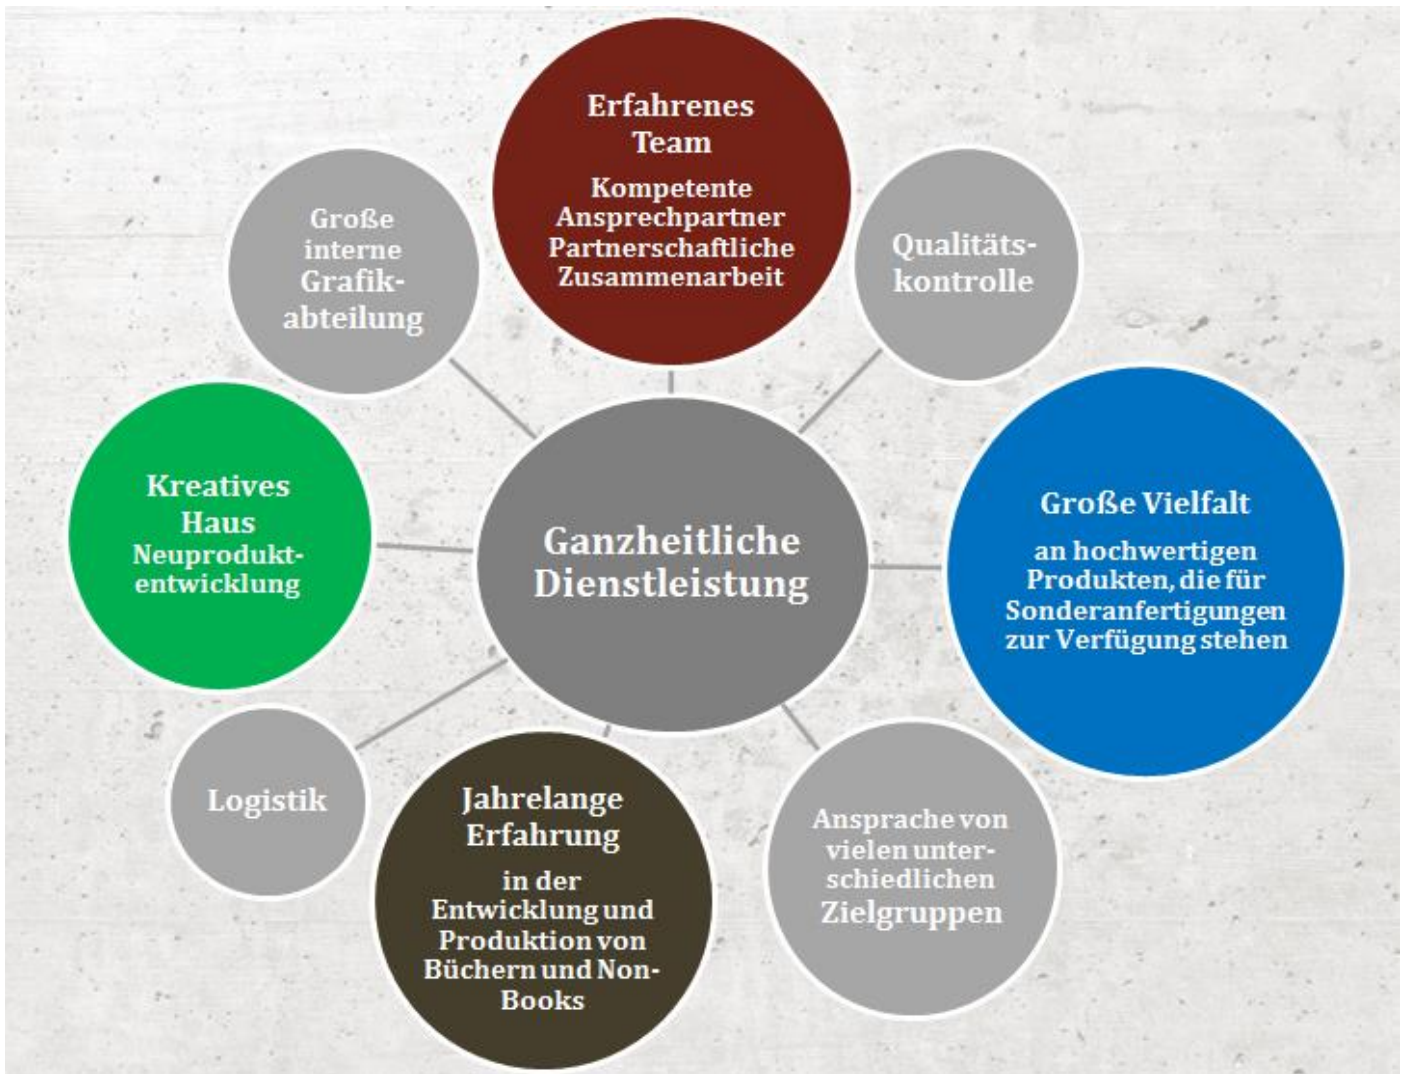 Erfahrenes
Team
Kompetente
Ansprechpartner
Partnerschaftliche
Zusammenarbeit
Große
interne
Grafik-
abteilung
Qualitäts-
kontrolle
Kreatives
Haus
Neuprodukt-
entwicklung
Ganzheitliche
Dienstleistung
Große Vielfalt
an hochwertigen
Produkten, die für
Sonderanfertigungen
zur Verfügung stehen
Logistik
Jahrelange
Erfahrung
in der
Entwicklung und
Produktion von
Büchern und Non-
Books
Ansprache von
vielen unter-
schiedlichen
Zielgruppen